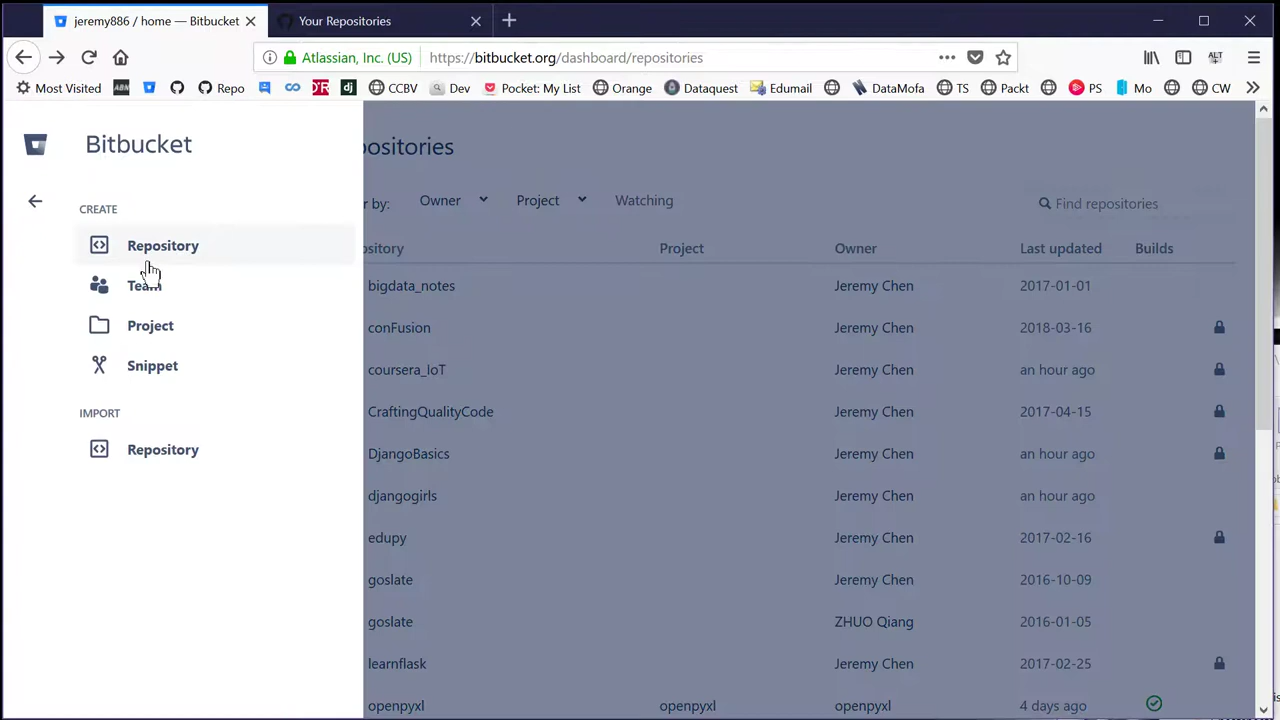 jeremy886 / home — Bitbucket
Your Repositories
Atlassian, Inc. (US)
https://bitbucket.org/dashboard/repositories
Most Visited
ABN
Repo
CCBV
Dev
Pocket: My List
Orange
Dataquest
Edumail
DataMofa
TS
Packt
PS
Mo
CW
Bitbucket
CREATE
Repository
Team
Project
Snippet
IMPORT
Repository
positories
r by: Owner Project Watching
Find repositories
sitory Project Owner Last updated Builds
bigdata_notes Jeremy Chen 2017-01-01
conFusion Jeremy Chen 2018-03-16
coursera_IoT Jeremy Chen an hour ago
CraftingQualityCode Jeremy Chen 2017-04-15
DjangoBasics Jeremy Chen an hour ago
djangogirls Jeremy Chen an hour ago
edupy Jeremy Chen 2017-02-16
goslate Jeremy Chen 2016-10-09
goslate ZHUO Qiang 2016-01-05
learnflask Jeremy Chen 2017-02-25
openpyxl openpyxl openpyxl 4 days ago